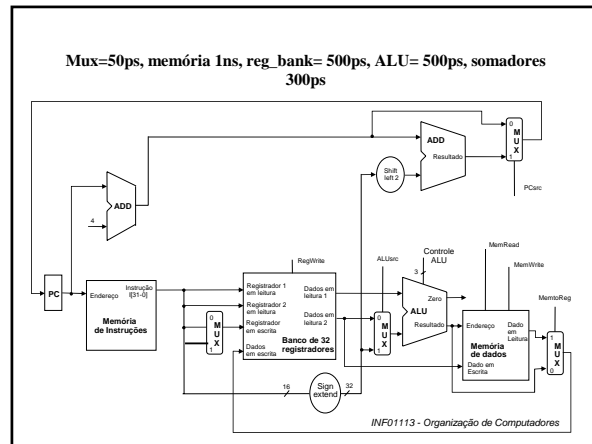 Mux=50ps, memória 1ns, reg_bank= 500ps, ALU= 500ps, somadores
300ps
0
M
U
X
1
PCsrc
ADD
Resultado
Shift
left 2
ADD
4
PC
Endereço
Instrução
I[31-0]
Memória
de Instruções
0
M
U
X
1
RegWrite
Registrador 1
em leitura
Registrador 2
em leitura
Registrador
em escrita
Dados
em escrita
Dados em
leitura 1
Dados em
leitura 2
Banco de 32
registradores
ALUsrc
0
M
U
X
1
Controle
ALU
3
Zero
ALU
Resultado
MemRead
MemWrite
Endereço
Dado
em
Leitura
Memória
de dados
Dado em
Escrita
MemtoReg
1
M
U
X
0
16
Sign
extend
32
INF01113 - Organização de Computadores